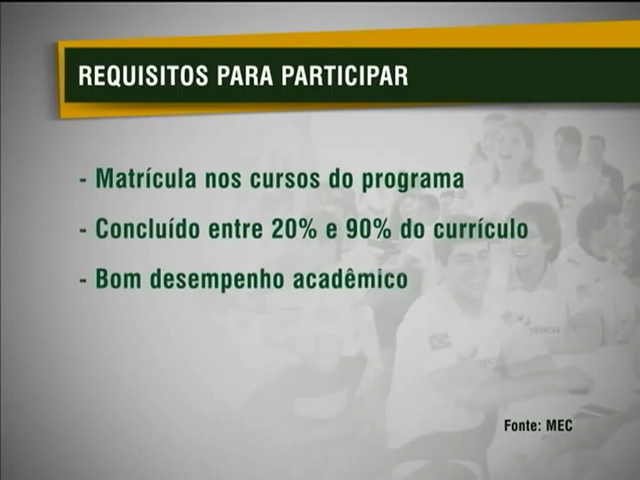 REQUISITOS PARA PARTICIPAR
- Matrícula nos cursos do programa
- Concluído entre 20% e 90% do currículo
- Bom desempenho acadêmico
Fonte: MEC